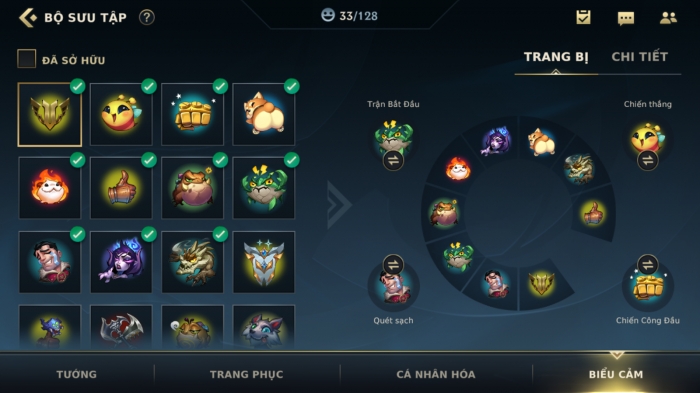 BỘ SƯU TẬP
?
33/128
ĐÃ SỞ HỮU
TRANG BỊ
CHI TIẾT
Trận Bắt Đầu
Chiến thắng
Quét sạch
Chiến Công Đầu
TƯỚNG
TRANG PHỤC
CÁ NHÂN HÓA
BIỂU CẢM